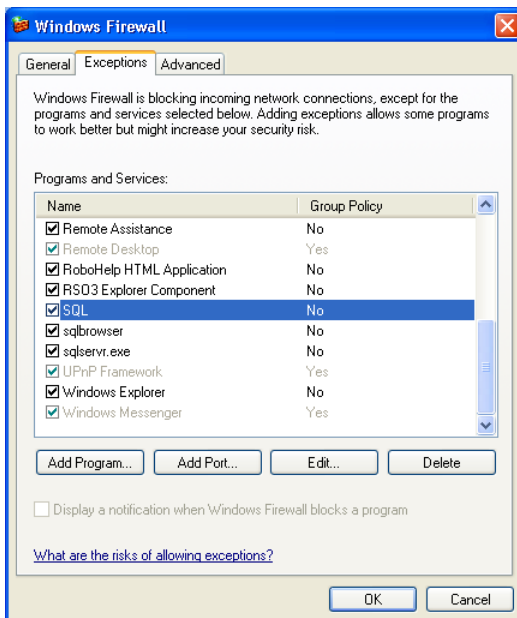 Windows Firewall
General Exceptions Advanced
Windows Firewall is blocking incoming network connections, except for the
programs and services selected below. Adding exceptions allows some programs
to work better but might increase your security risk.
Programs and Services:
Name Group Policy
Remote Assistance No
Remote Desktop Yes
RoboHelp HTML Application No
RSO3 Explorer Component No
SQL No
sqlbrowser No
sqlservr.exe No
UPnP Framework Yes
Windows Explorer No
Windows Messenger Yes
Add Program... Add Port... Edit... Delete
Display a notification when Windows Firewall blocks a program
What are the risks of allowing exceptions?
OK Cancel